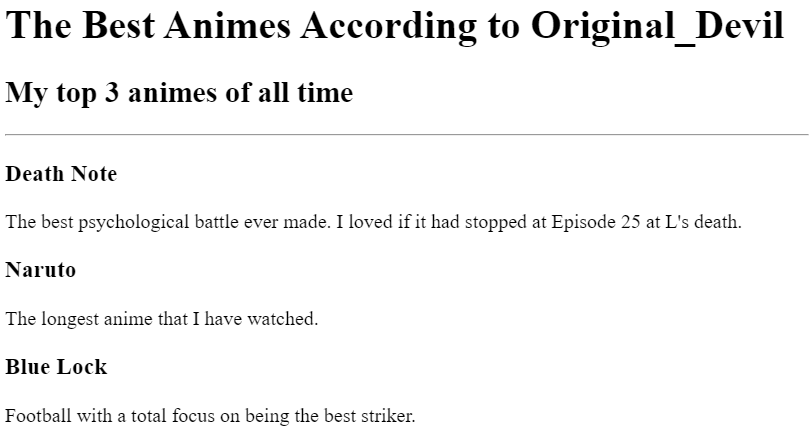 The Best Animes According to Original_Devil
My top 3 animes of all time
Death Note
The best psychological battle ever made. I loved if it had stopped at Episode 25 at L's death.
Naruto
The longest anime that I have watched.
Blue Lock
Football with a total focus on being the best striker.